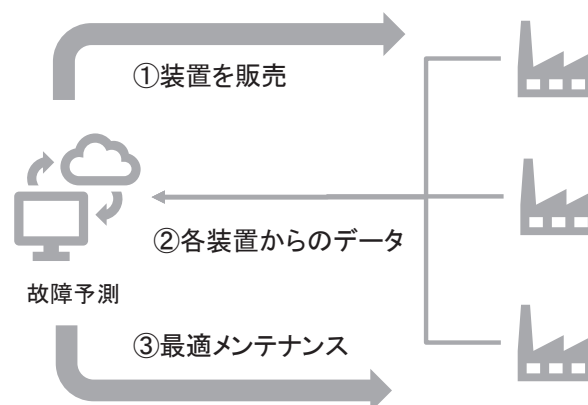 ①装置を販売
②各装置からのデータ
故障予測
③最適メンテナンス